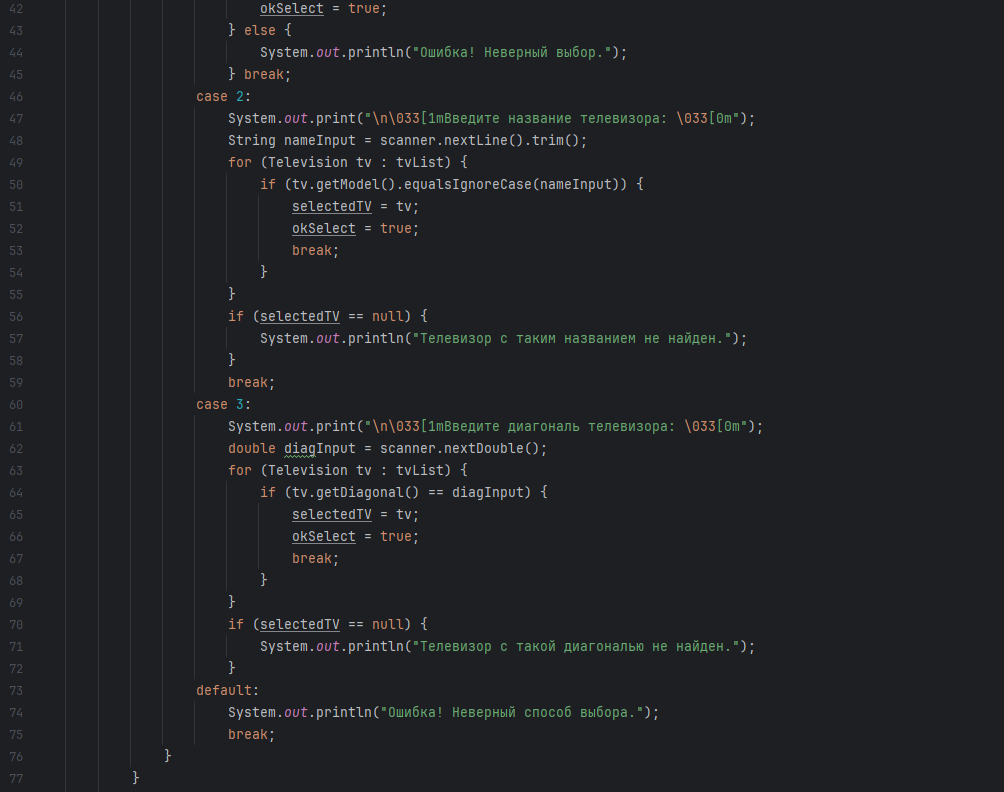 42 okSelect = true;
43 } else {
44 System.out.println("Ошибка! Неверный выбор.");
45 } break;
46 case 2:
47 System.out.print("\n\033[1mВведите название телевизора: \033[0m");
48 String nameInput = scanner.nextLine().trim();
49 for (Television tv : tvList) {
50 if (tv.getModel().equalsIgnoreCase(nameInput)) {
51 selectedTV = tv;
52 okSelect = true;
53 break;
54 }
55 }
56 if (selectedTV == null) {
57 System.out.println("Телевизор с таким названием не найден.");
58 }
59 break;
60 case 3:
61 System.out.print("\n\033[1mВведите диагональ телевизора: \033[0m");
62 double diagInput = scanner.nextDouble();
63 for (Television tv : tvList) {
64 if (tv.getDiagonal() == diagInput) {
65 selectedTV = tv;
66 okSelect = true;
67 break;
68 }
69 }
70 if (selectedTV == null) {
71 System.out.println("Телевизор с такой диагональю не найден.");
72 }
73 default:
74 System.out.println("Ошибка! Неверный способ выбора.");
75 break;
76 }
77 }